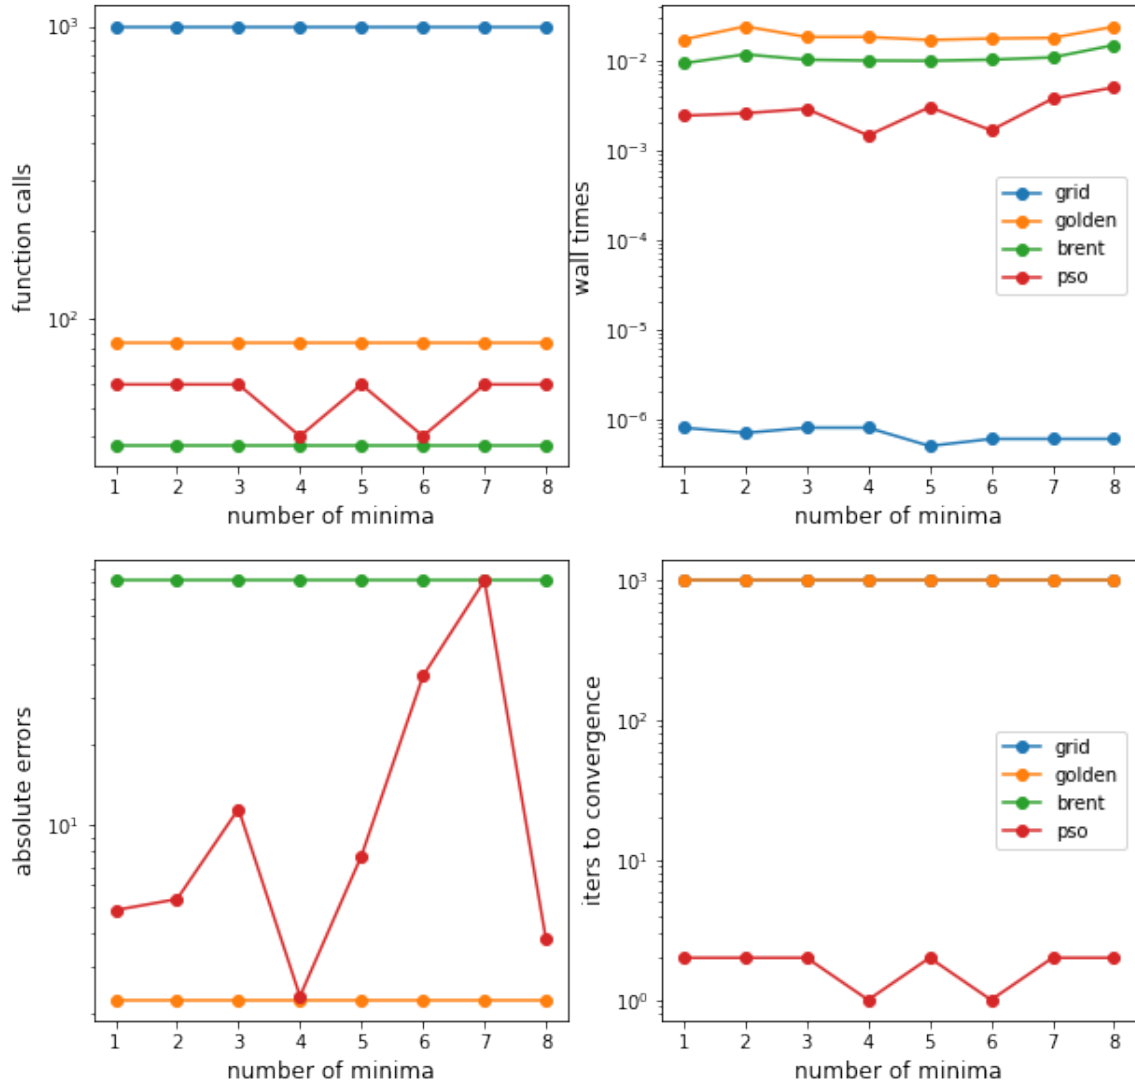 10³
10²
function calls
1 2 3 4 5 6 7 8
number of minima
10⁻²
10⁻³
10⁻⁴
10⁻⁵
10⁻⁶
wall times
grid
golden
brent
pso
1 2 3 4 5 6 7 8
number of minima
10¹
absolute errors
1 2 3 4 5 6 7 8
number of minima
10³
10²
10¹
10⁰
iters to convergence
grid
golden
brent
pso
1 2 3 4 5 6 7 8
number of minima